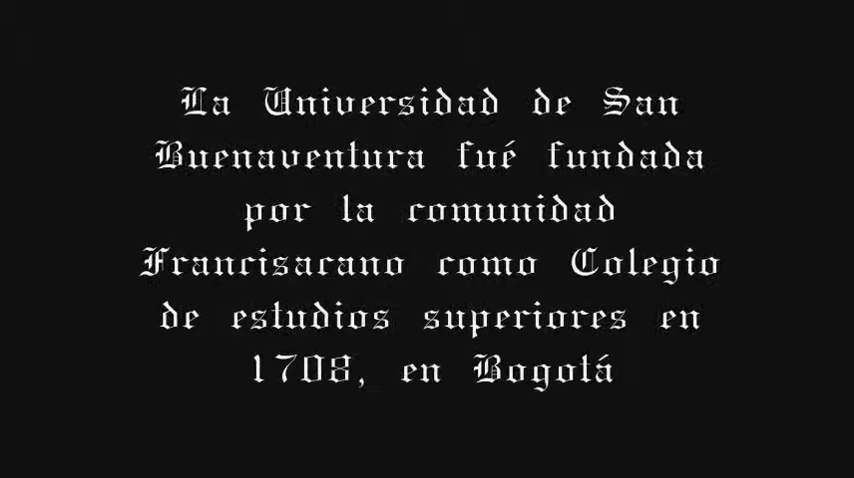 La Universidad de San
Buenaventura fué fundada
por la comunidad
Francisacano como Colegio
de estudios superiores en
1708, en Bogotá